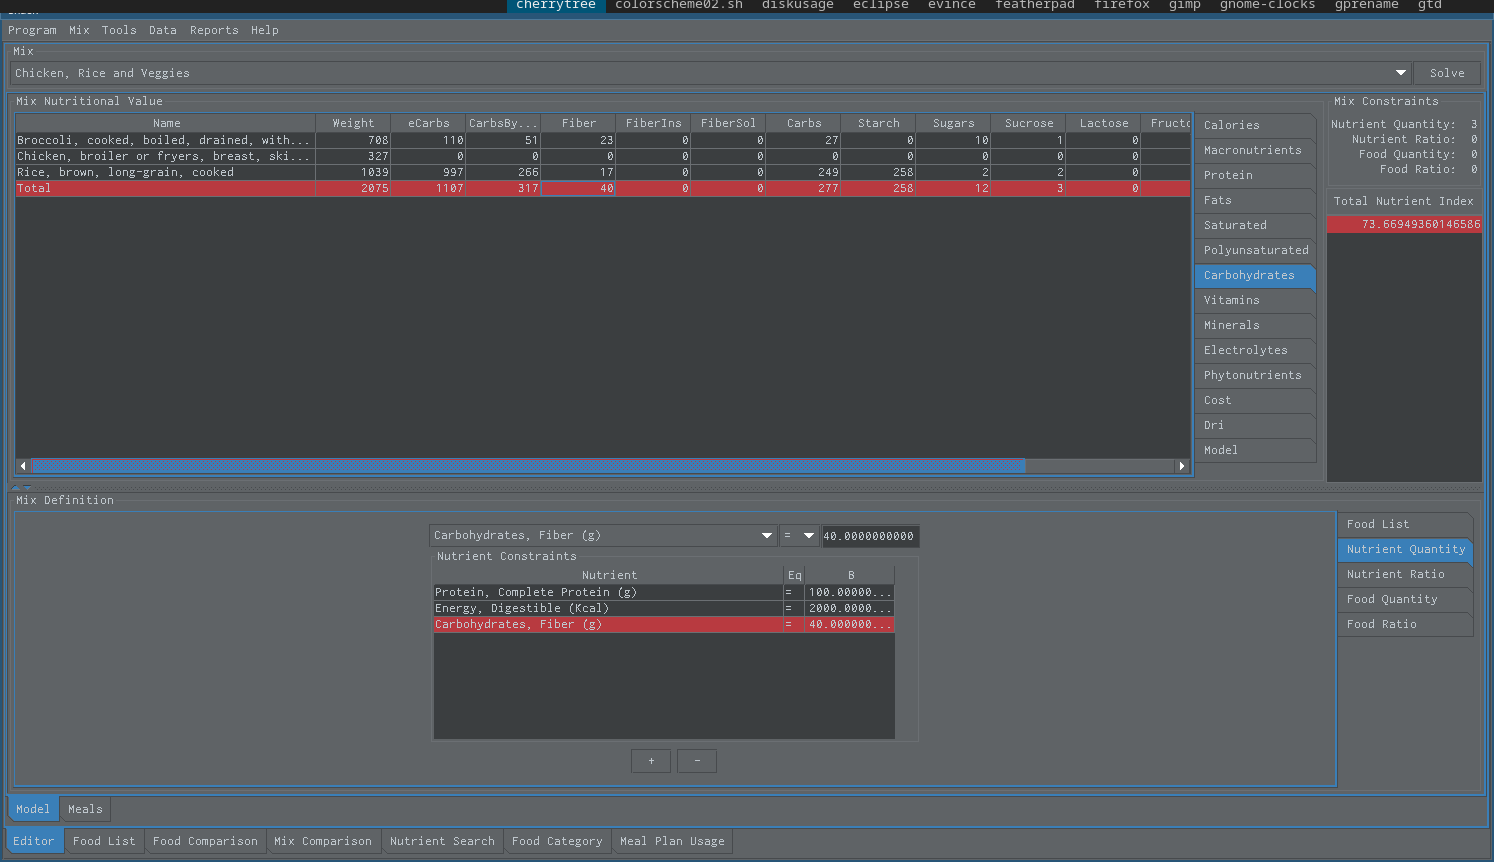 cherrytree colorscheme02.sh diskusage eclipse evince featherpad firefox gimp gnome-clocks gprename gtd
Program Mix Tools Data Reports Help
Mix
Chicken, Rice and Veggies Solve
Mix Nutritional Value
Name Weight eCarbs CarbsBy... Fiber FiberIns FiberSol Carbs Starch Sugars Sucrose Lactose Fructo
Broccoli, cooked, boiled, drained, with... 708 110 51 23 0 0 27 0 10 1 0
Chicken, broiler or fryers, breast, ski... 327 0 0 0 0 0 0 0 0 0 0
Rice, brown, long-grain, cooked 1039 997 266 17 0 0 249 258 2 2 0
Total 2075 1107 317 40 0 0 277 258 12 3 0
Calories
Macronutrients
Protein
Fats
Saturated
Polyunsaturated
Carbohydrates
Vitamins
Minerals
Electrolytes
Phytonutrients
Cost
Dri
Model
Mix Constraints
Nutrient Quantity: 3
Nutrient Ratio: 0
Food Quantity: 0
Food Ratio: 0
Total Nutrient Index
73.66949360146586
Mix Definition
Carbohydrates, Fiber (g) = 40.0000000000
Nutrient Constraints
Nutrient Eq B
Protein, Complete Protein (g) = 100.00000...
Energy, Digestible (Kcal) = 2000.0000...
Carbohydrates, Fiber (g) = 40.000000...
+ -
Food List
Nutrient Quantity
Nutrient Ratio
Food Quantity
Food Ratio
Model Meals
Editor Food List Food Comparison Mix Comparison Nutrient Search Food Category Meal Plan Usage